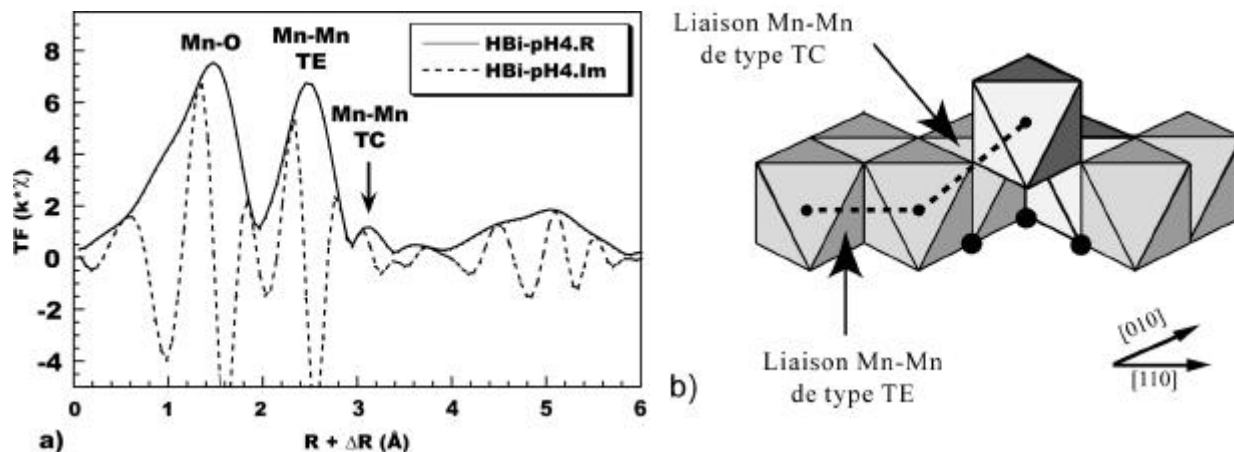 Mn-O
Mn-Mn
TE
Mn-Mn
TC
HBi-pH4.R
HBi-pH4.Im
TF (k*χ)
8
6
4
2
0
-2
-4
0
1
2
3
4
5
6
R + ΔR (Å)
a)
Liaison Mn-Mn
de type TC
Liaison Mn-Mn
de type TE
[010]
[110]
b)